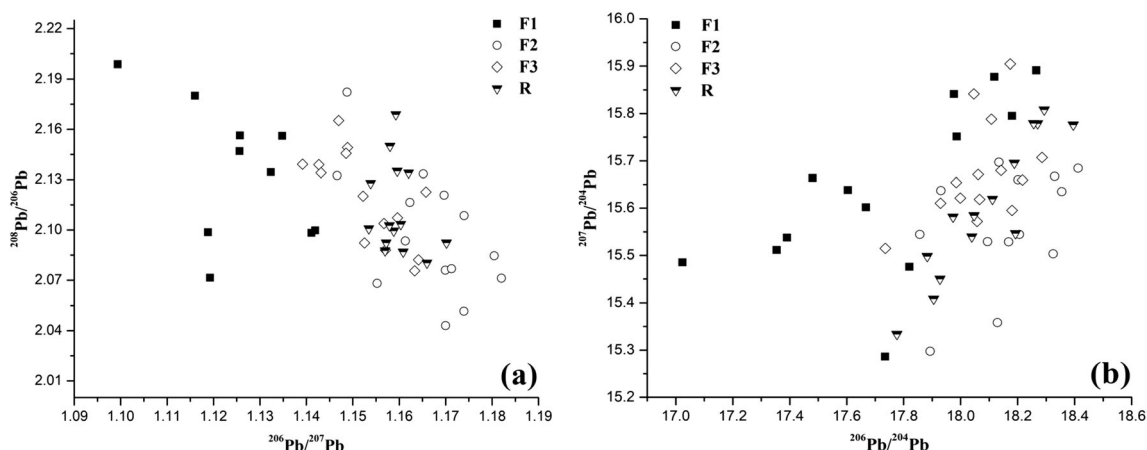 2.22
2.19
2.16
2.13
2.10
2.07
2.04
2.01
²⁰⁸Pb/²⁰⁶Pb
F1
F2
F3
R
(a)
1.09 1.10 1.11 1.12 1.13 1.14 1.15 1.16 1.17 1.18 1.19
²⁰⁶Pb/²⁰⁷Pb
16.0
15.9
15.8
15.7
15.6
15.5
15.4
15.3
15.2
²⁰⁷Pb/²⁰⁴Pb
F1
F2
F3
R
(b)
17.0 17.2 17.4 17.6 17.8 18.0 18.2 18.4 18.6
²⁰⁶Pb/²⁰⁴Pb